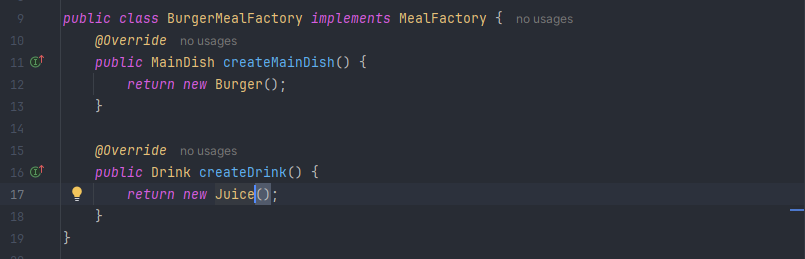 9 public class BurgerMealFactory implements MealFactory { no usages
10 @Override no usages
11 public MainDish createMainDish() {
12 return new Burger();
13 }
14
15 @Override no usages
16 public Drink createDrink() {
17 return new Juice();
18 }
19 }